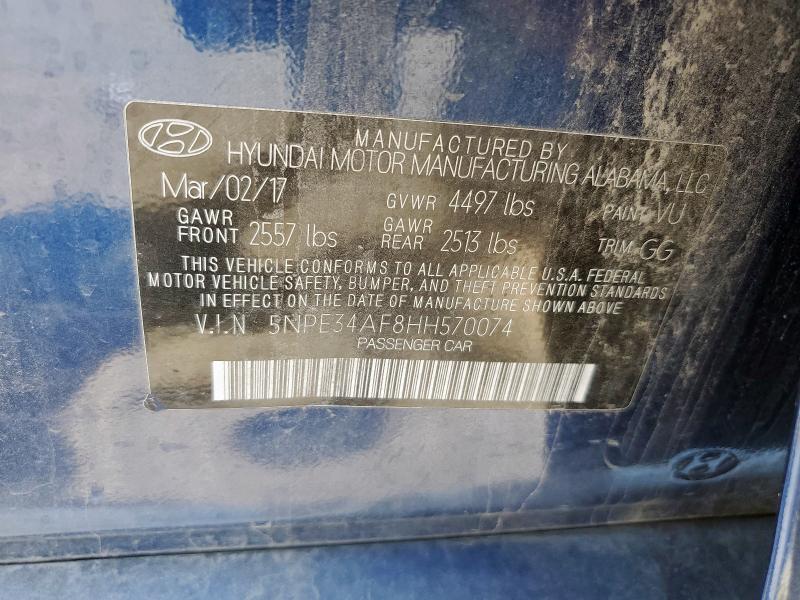 MANUFACTURED BY
HYUNDAI MOTOR MANUFACTURING ALABAMA, LLC
Mar/02/17 GVWR 4497 lbs PAINT: VU
GAWR FRONT 2557 lbs GAWR REAR 2513 lbs TRIM: GG
THIS VEHICLE CONFORMS TO ALL APPLICABLE U.S.A. FEDERAL
MOTOR VEHICLE SAFETY, BUMPER, AND THEFT PREVENTION STANDARDS
IN EFFECT ON THE DATE OF MANUFACTURE SHOWN ABOVE
V.I.N 5NPE34AF8HH570074
PASSENGER CAR